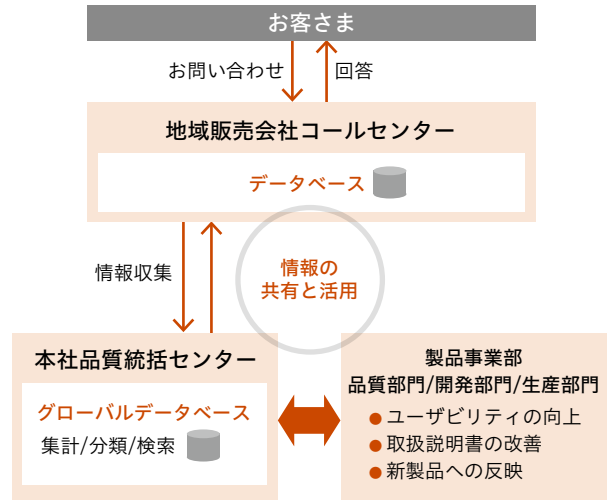 お客さま
お問い合わせ
回答
地域販売会社コールセンター
データベース
情報収集
情報の
共有と活用
本社品質統括センター
グローバルデータベース
集計/分類/検索
製品事業部
品質部門/開発部門/生産部門
●ユーザビリティの向上
●取扱説明書の改善
●新製品への反映